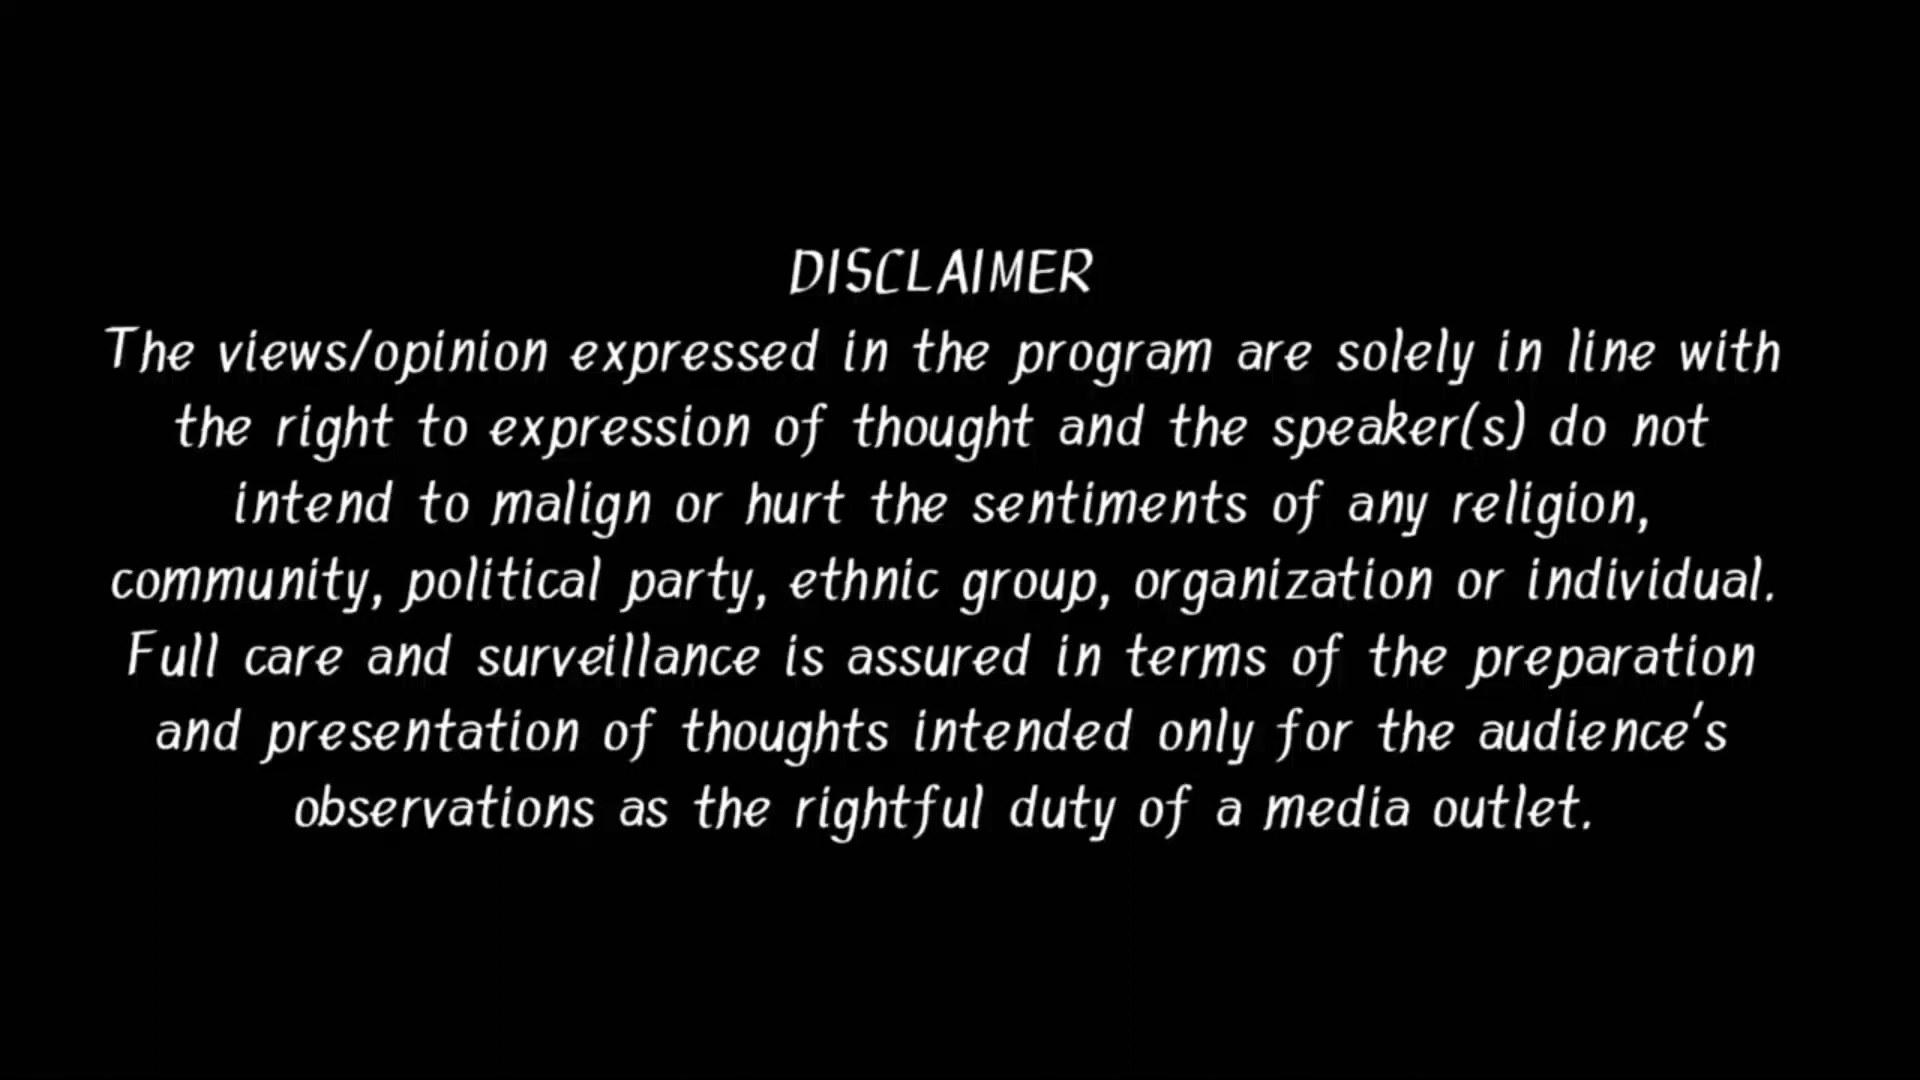 DISCLAIMER
The views/opinion expressed in the program are solely in line with
the right to expression of thought and the speaker(s) do not
intend to malign or hurt the sentiments of any religion,
community, political party, ethnic group, organization or individual.
Full care and surveillance is assured in terms of the preparation
and presentation of thoughts intended only for the audience's
observations as the rightful duty of a media outlet.